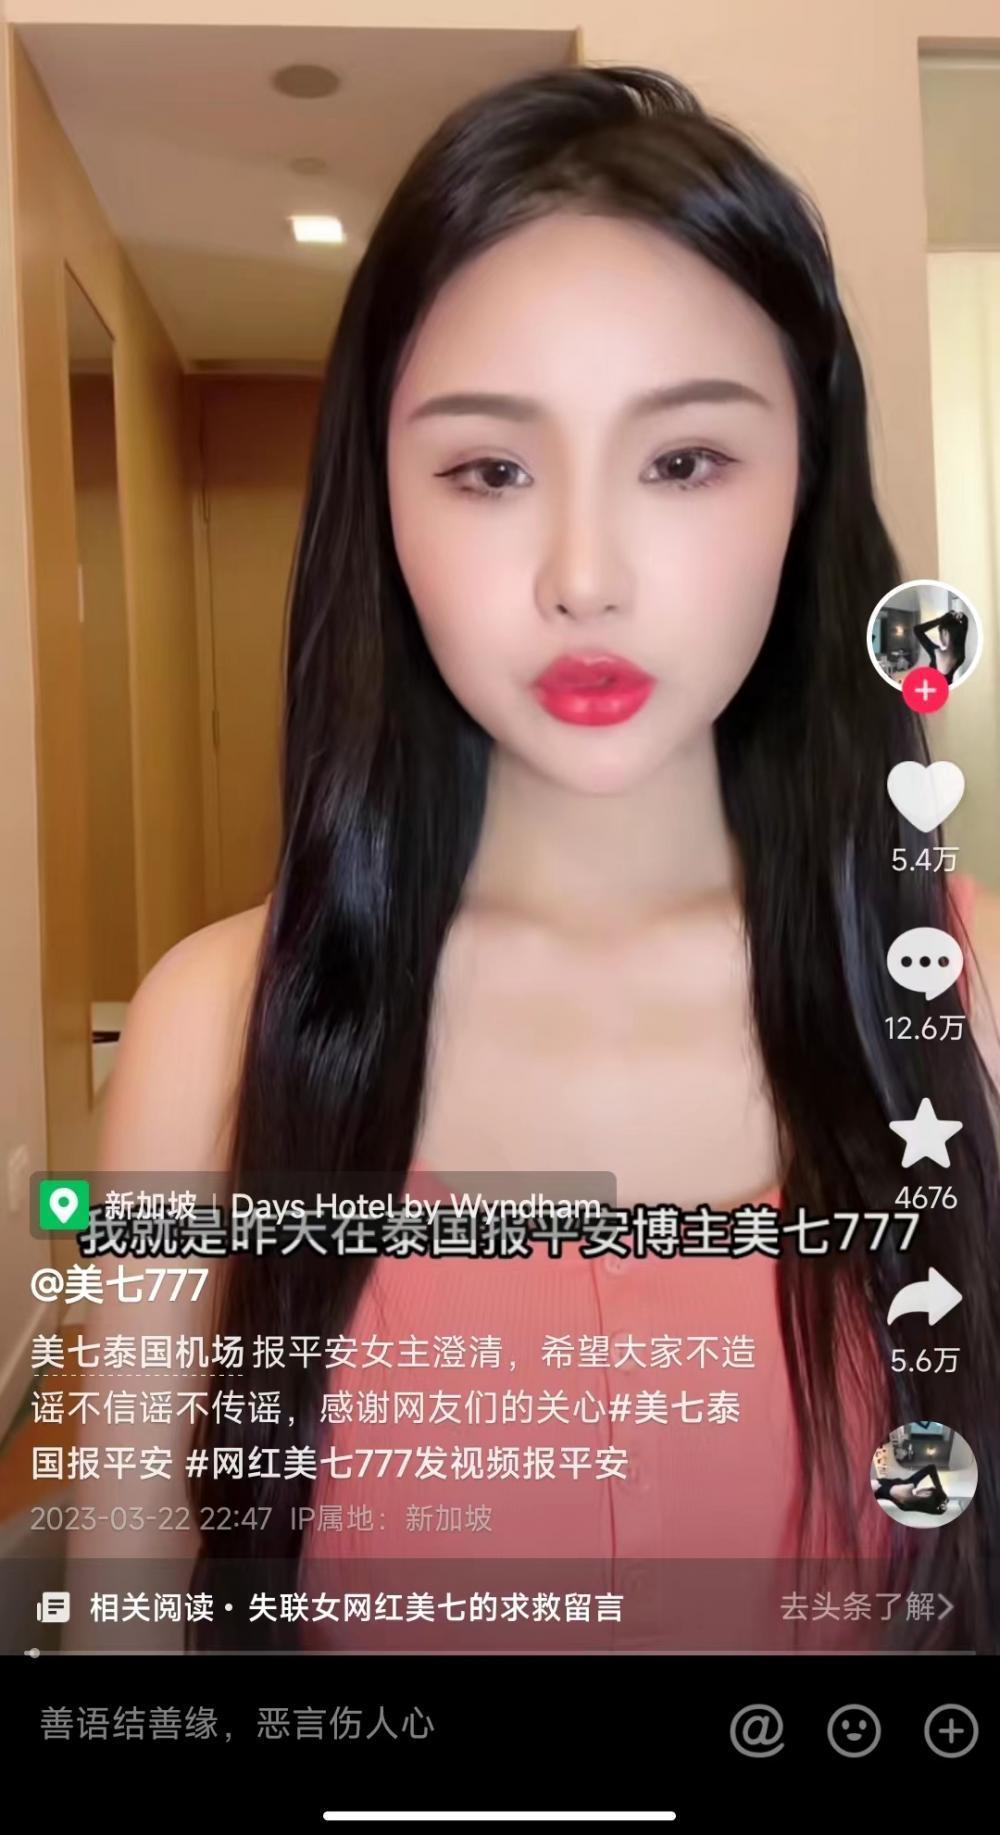 5.4万
12.6万
4676
5.6万
新加坡 | Days Hotel by Wyndham
我就是昨天在泰国报平安博主美七777
@美七777
美七泰国机场 报平安女主澄清，希望大家不造
谣不信谣不传谣，感谢网友们的关心#美七泰
国报平安 #网红美七777发视频报平安
2023-03-22 22:47 IP属地：新加坡
相关阅读·失联女网红美七的求救留言 去头条了解>
善语结善缘，恶言伤人心